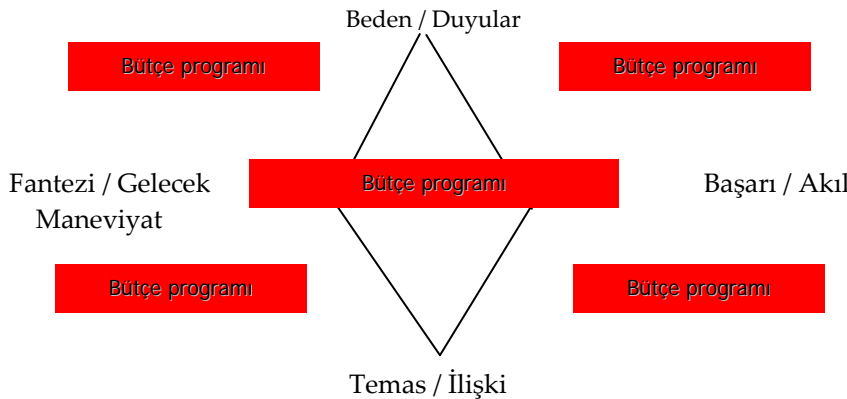 Beden / Duyular
Bütçe programı
Bütçe programı
Fantezi / Gelecek
Maneviyat
Bütçe programı
Başarı / Akıl
Bütçe programı
Bütçe programı
Temas / İlişki